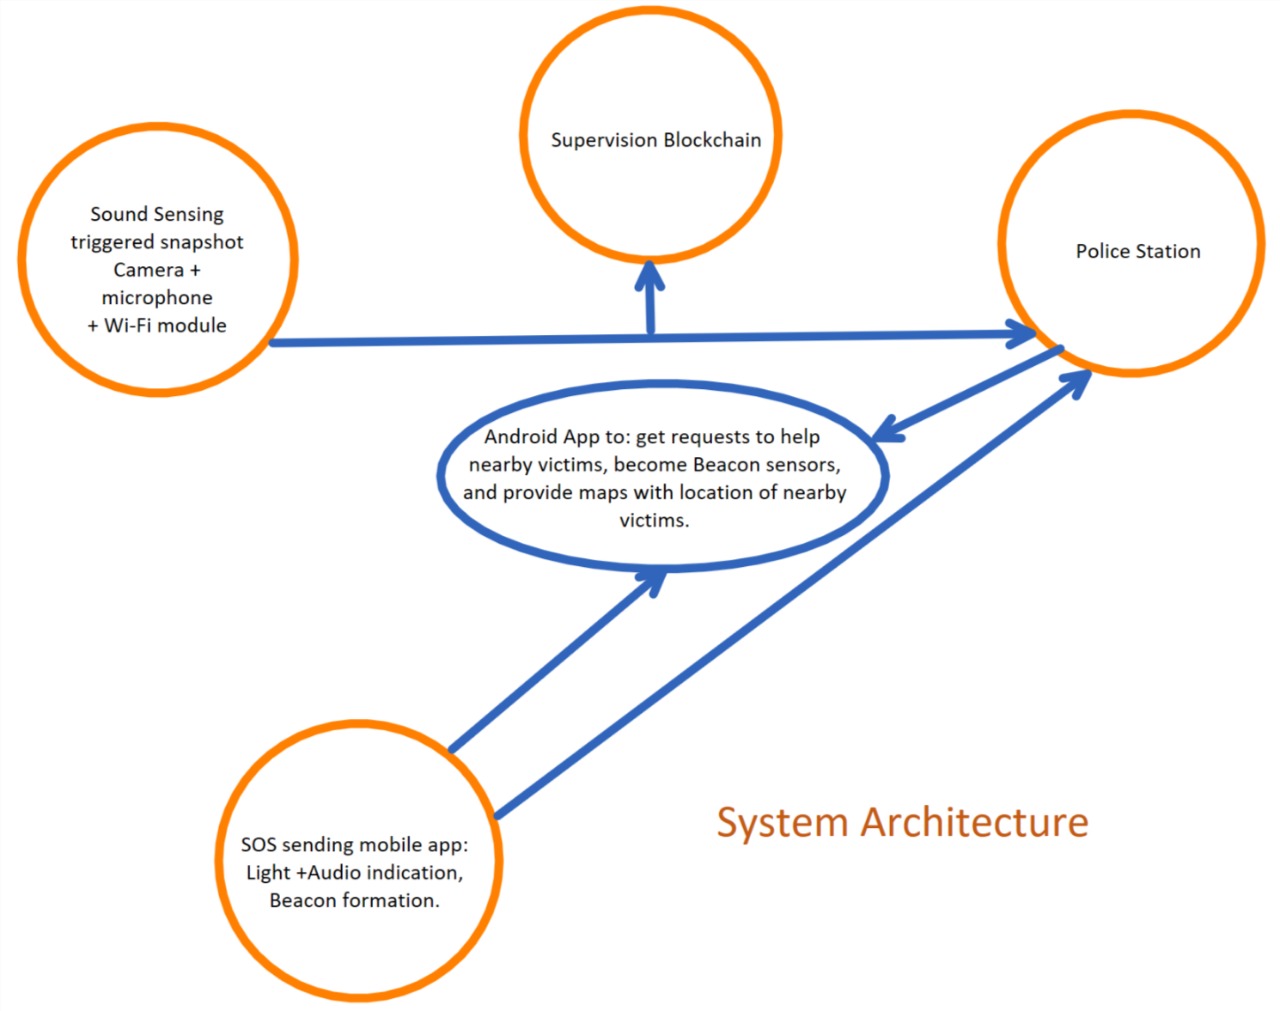 Supervision Blockchain
Sound Sensing
triggered snapshot
Camera +
microphone
+ Wi-Fi module
Police Station
Android App to: get requests to help
nearby victims, become Beacon sensors,
and provide maps with location of nearby
victims.
System Architecture
SOS sending mobile app:
Light +Audio indication,
Beacon formation.